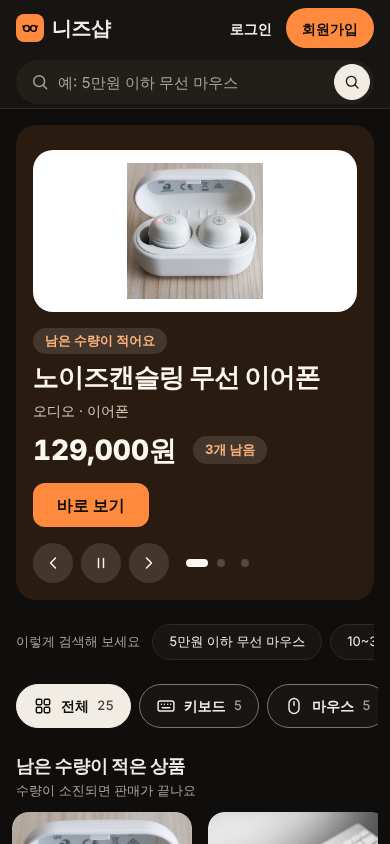 니즈샵
로그인
회원가입
예: 5만원 이하 무선 마우스
남은 수량이 적어요
노이즈캔슬링 무선 이어폰
오디오 · 이어폰
129,000원
3개 남음
바로 보기
이렇게 검색해 보세요
5만원 이하 무선 마우스
전체 25
키보드 5
마우스 5
남은 수량이 적은 상품
수량이 소진되면 판매가 끝나요